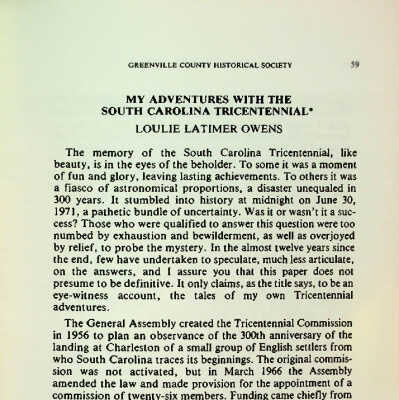 GREENVILLE COUNTY HISTORICAL SOCIETY 59
MY ADVENTURES WITH THE
SOUTH CAROLINA TRICENTENNIAL*
LOULIE LATIMER OWENS
The memory of the South Carolina Tricentennial, like
beauty, is in the eyes of the beholder. To some it was a moment
of fun and glory, leaving lasting achievements. To others it was
a fiasco of astronomical proportions, a disaster unequaled in
300 years. It stumbled into history at midnight on June 30,
1971, a pathetic bundle of uncertainty. Was it or wasn't it a suc-
cess? Those who were qualified to answer this question were too
numbed by exhaustion and bewilderment, as well as overjoyed
by relief, to probe the mystery. In the almost twelve years since
the end, few have undertaken to speculate, much less articulate,
on the answers, and I assure you that this paper does not
presume to be definitive. It only claims, as the title says, to be an
eye-witness account, the tales of my own Tricentennial
adventures.
The General Assembly created the Tricentennial Commission
in 1956 to plan an observance of the 300th anniversary of the
landing at Charleston of a small group of English settlers from
who South Carolina traces its beginnings. The original commis-
sion was not activated, but in March 1966 the Assembly
amended the law and made provision for the appointment of a
commission of twenty-six members. Funding came chiefly from